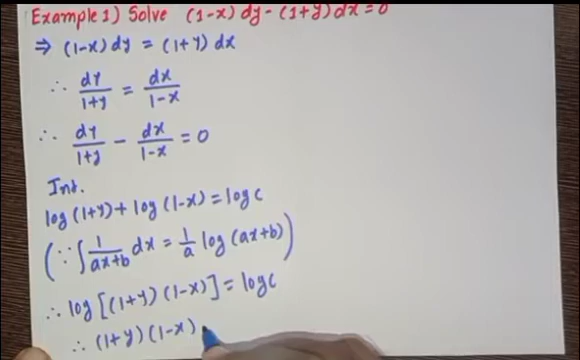 Example 1) Solve (1-x) dy - (1+y) dx = 0
⇒ (1-x) dy = (1+y) dx
∴ dy/1+y = dx/1-x
∴ dy/1+y - dx/1-x = 0
Int.
log (1+y) + log (1-x) = log c
(∵ ∫ 1/ax+b dx = 1/a log (ax+b))
∴ log [(1+y) (1-x)] = log c
∴ (1+y) (1-x)